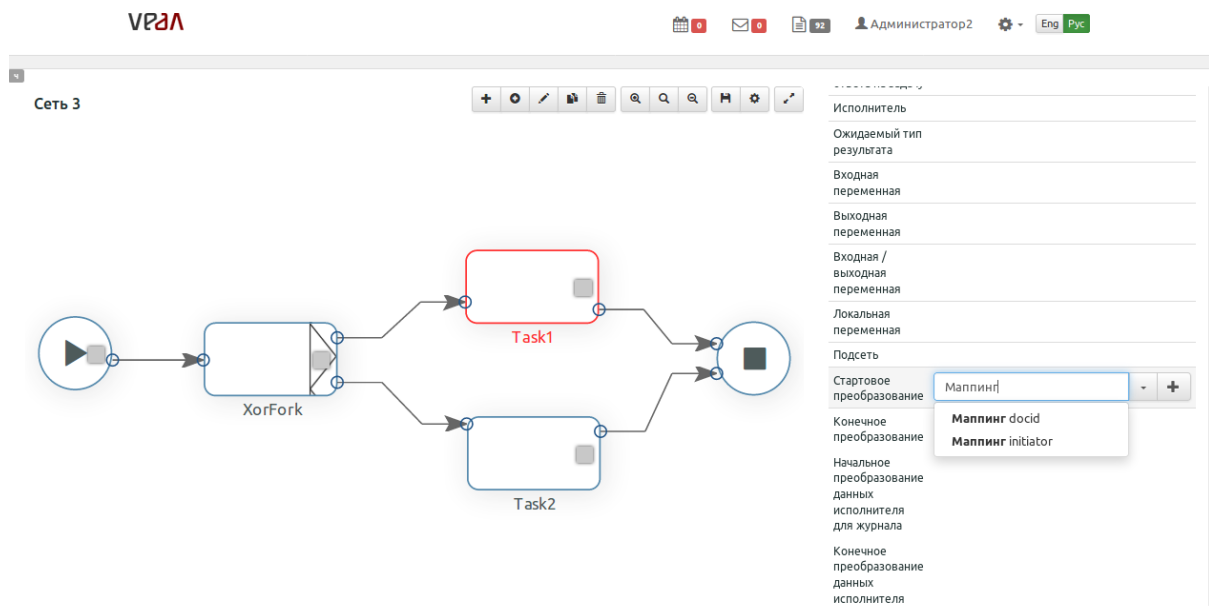 VEDA
0
0
92
Администратор2
Eng Рус
ч
Сеть 3
Исполнитель
Ожидаемый тип
результата
Входная
переменная
Выходная
переменная
Входная /
выходная
переменная
Локальная
переменная
Подсеть
Стартовое
преобразование
Маппинг
Маппинг docid
Маппинг initiator
Конечное
преобразование
Начальное
преобразование
данных
исполнителя
для журнала
Конечное
преобразование
данных
исполнителя
Task1
XorFork
Task2